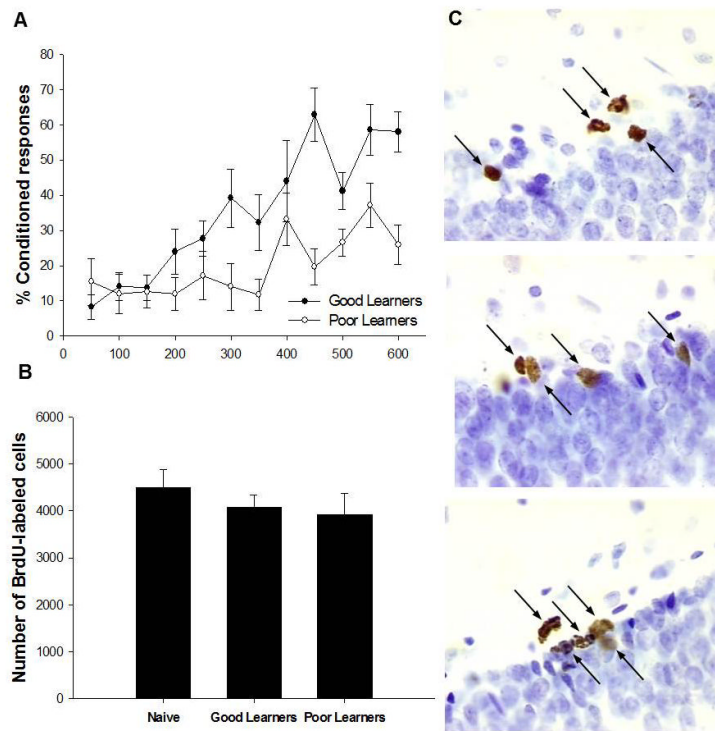 A
80
70
60
50
40
30
20
10
0
% Conditioned responses
Good Learners
Poor Learners
0 100 200 300 400 500 600
B
6000
5000
4000
3000
2000
1000
0
Number of BrdU-labeled cells
Naive Good Learners Poor Learners
C